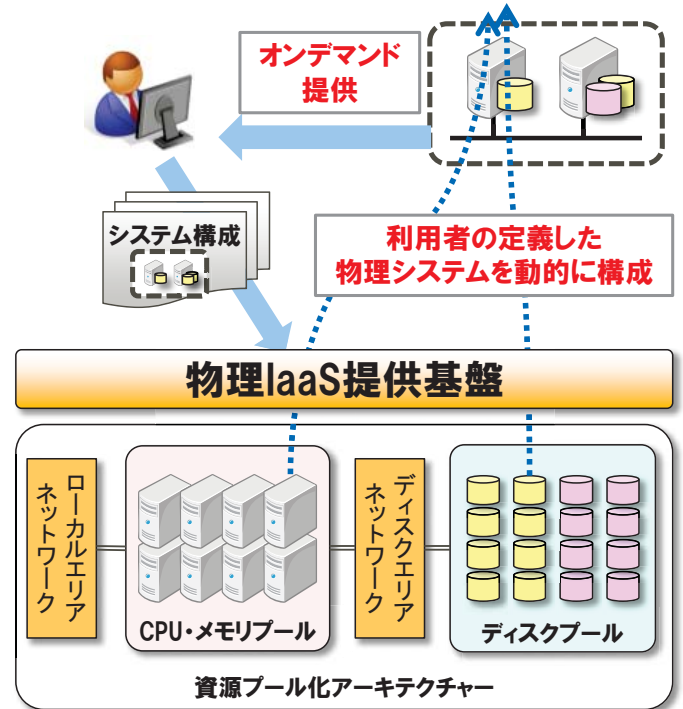 オンデマンド
提供
システム構成
利用者の定義した
物理システムを動的に構成
物理IaaS提供基盤
ローカルエリア
ネットワーク
CPU・メモリプール
ディスクエリア
ネットワーク
ディスクプール
資源プール化アーキテクチャー